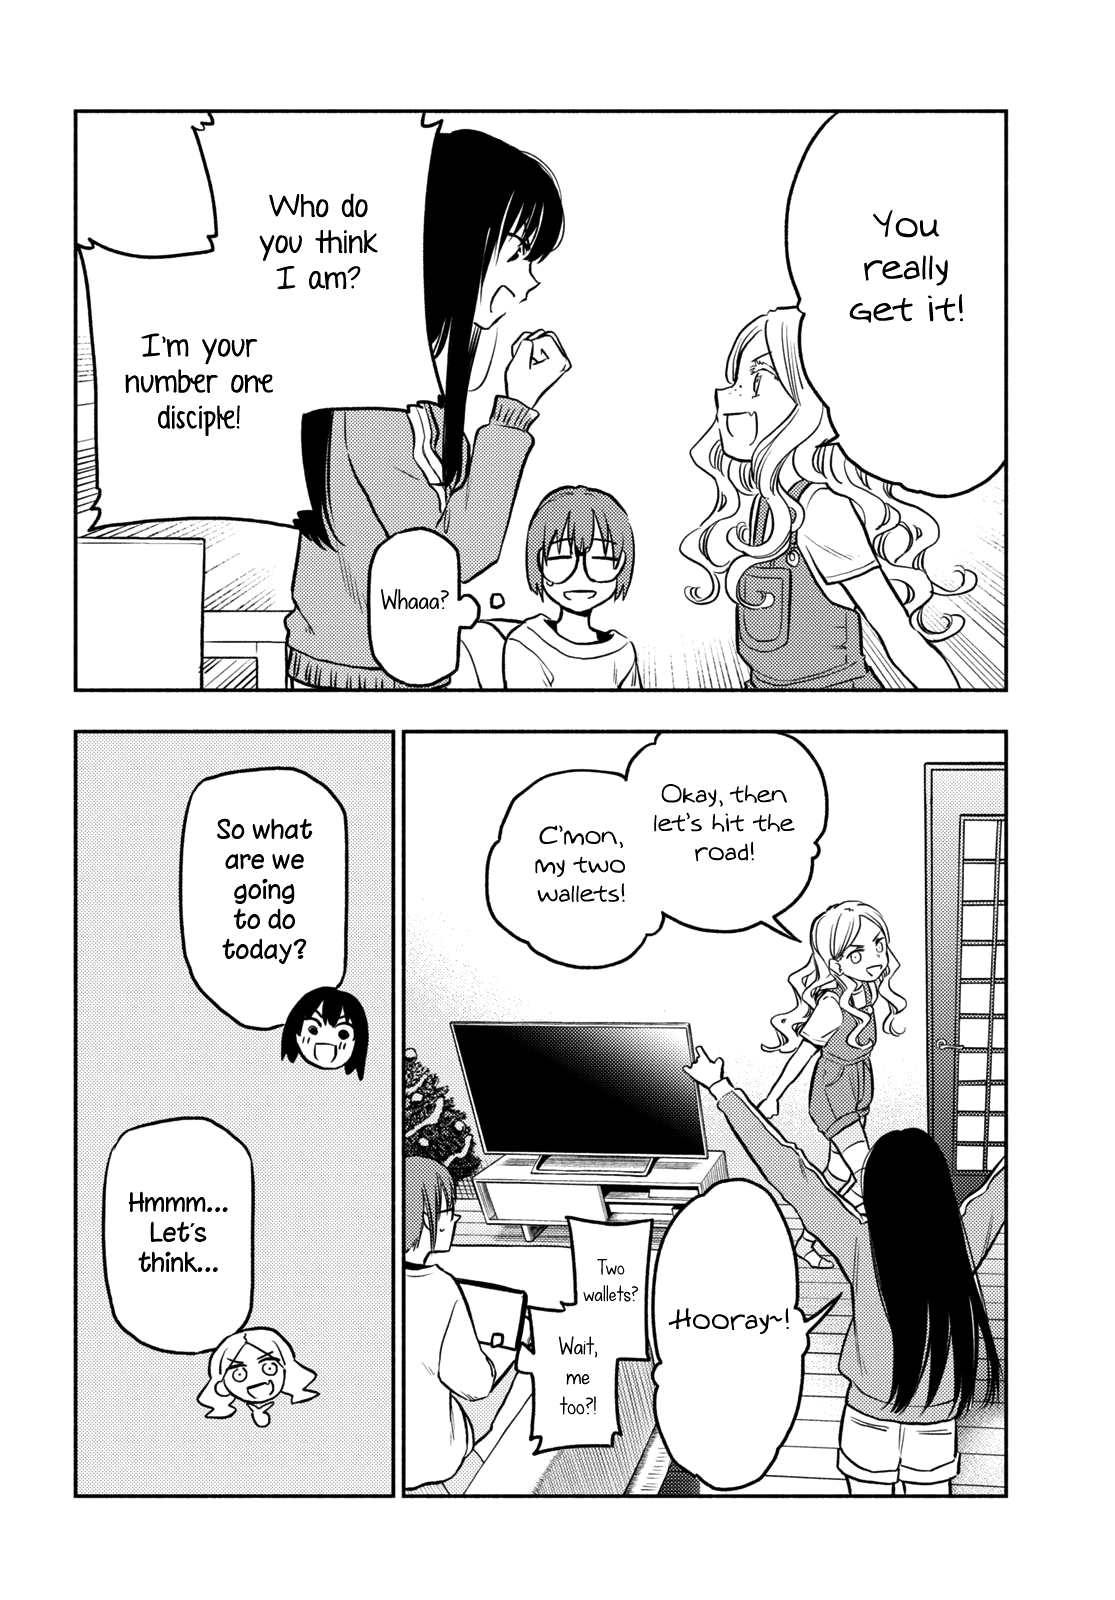 You
really
get it!
Who do
you think
I am?
I'm your
number one
disciple!
Whaaa?
Okay, then
let's hit the
road!
C'mon,
my two
wallets!
Hooray~!
Two
wallets?
Wait,
me
too?!
So what
are we
going
to do
today?
Hmmm...
Let's
think...